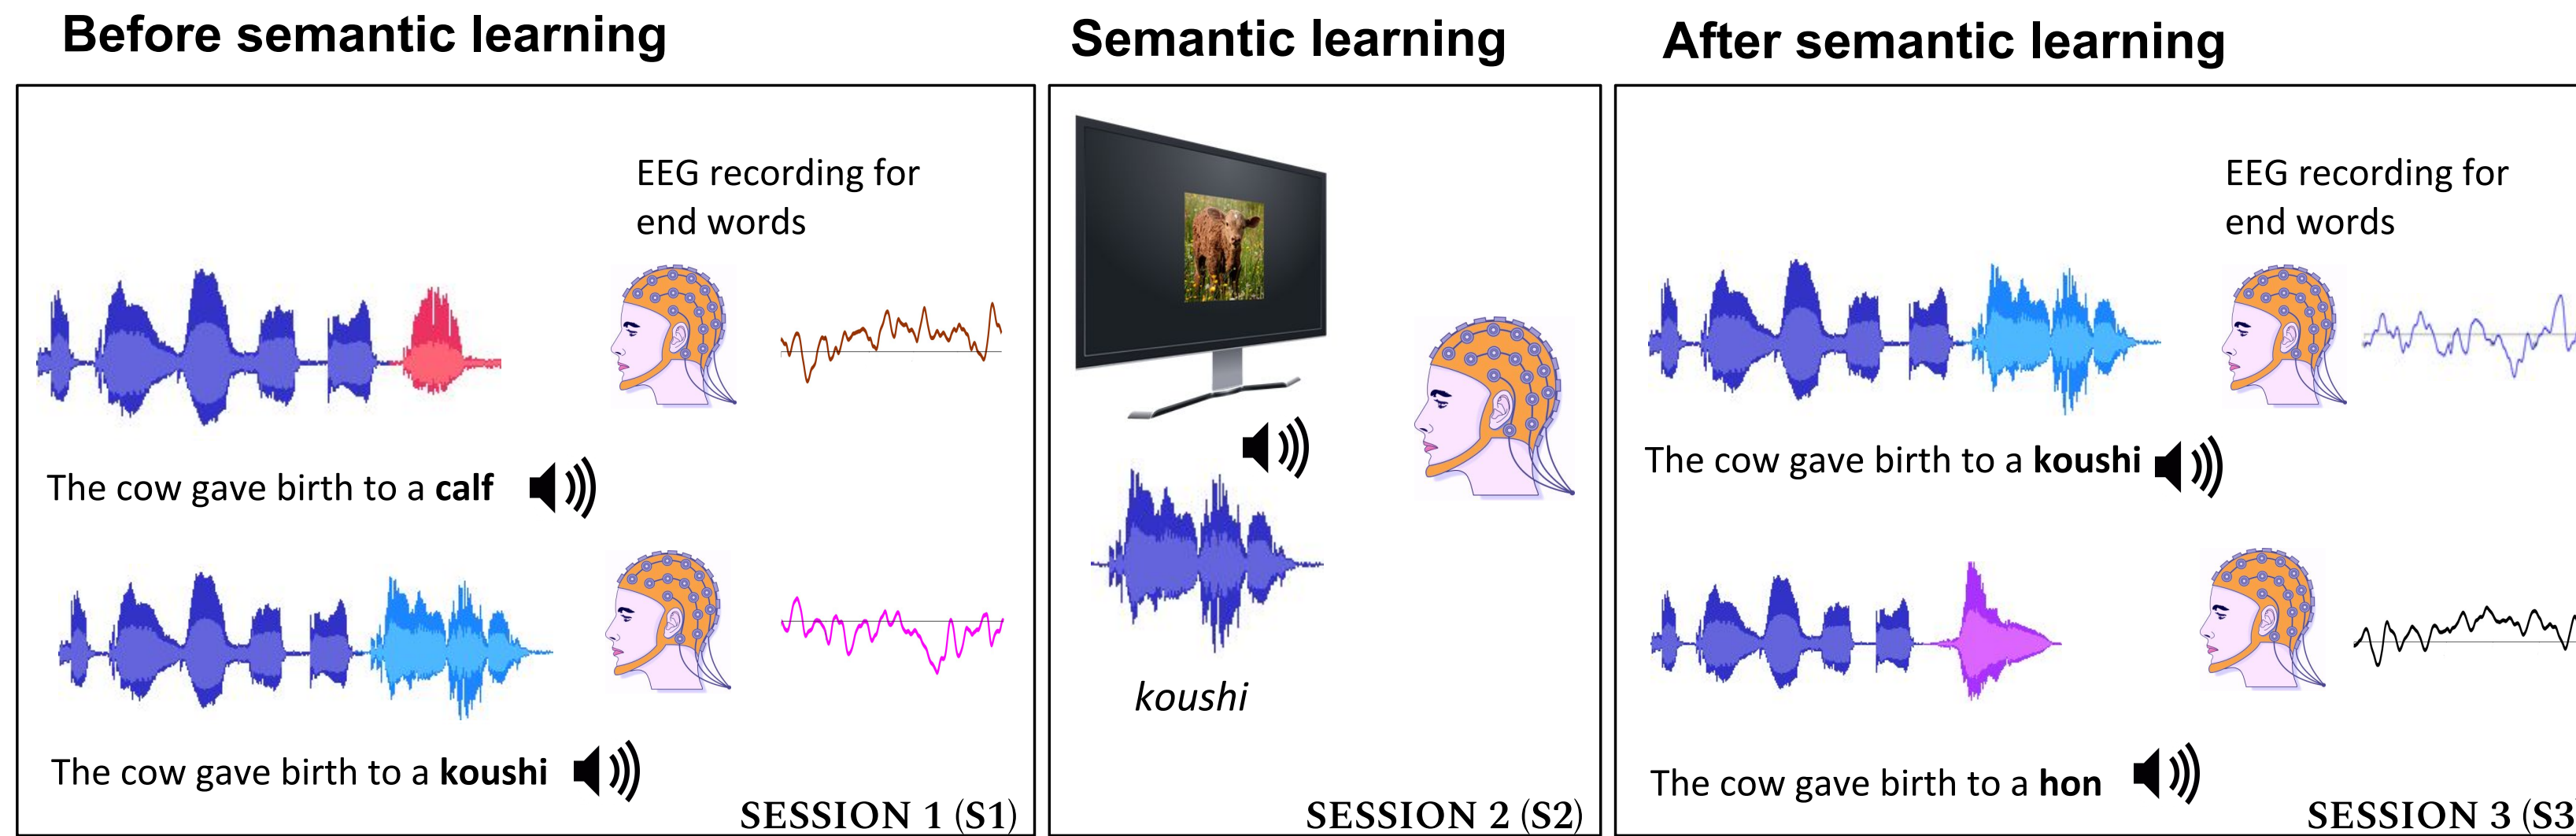 Before semantic learning
EEG recording for
end words
The cow gave birth to a calf
The cow gave birth to a koushi
SESSION 1 (S1)
Semantic learning
koushi
SESSION 2 (S2)
After semantic learning
EEG recording for
end words
The cow gave birth to a koushi
The cow gave birth to a hon
SESSION 3 (S3